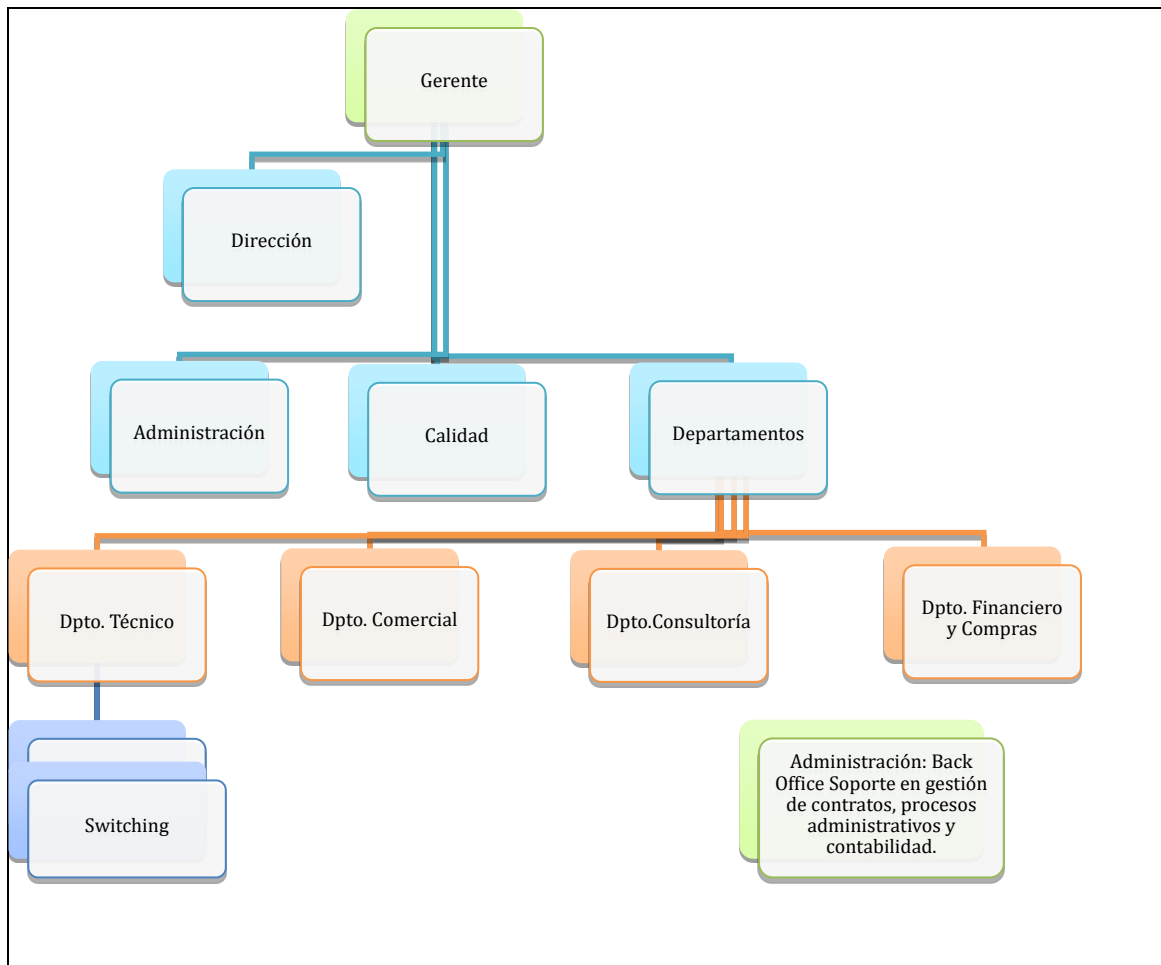 Gerente
Dirección
Administración
Calidad
Departamentos
Dpto. Técnico
Dpto. Comercial
Dpto.Consultoría
Dpto. Financiero
y Compras
Switching
Administración: Back
Office Soporte en gestión
de contratos, procesos
administrativos y
contabilidad.